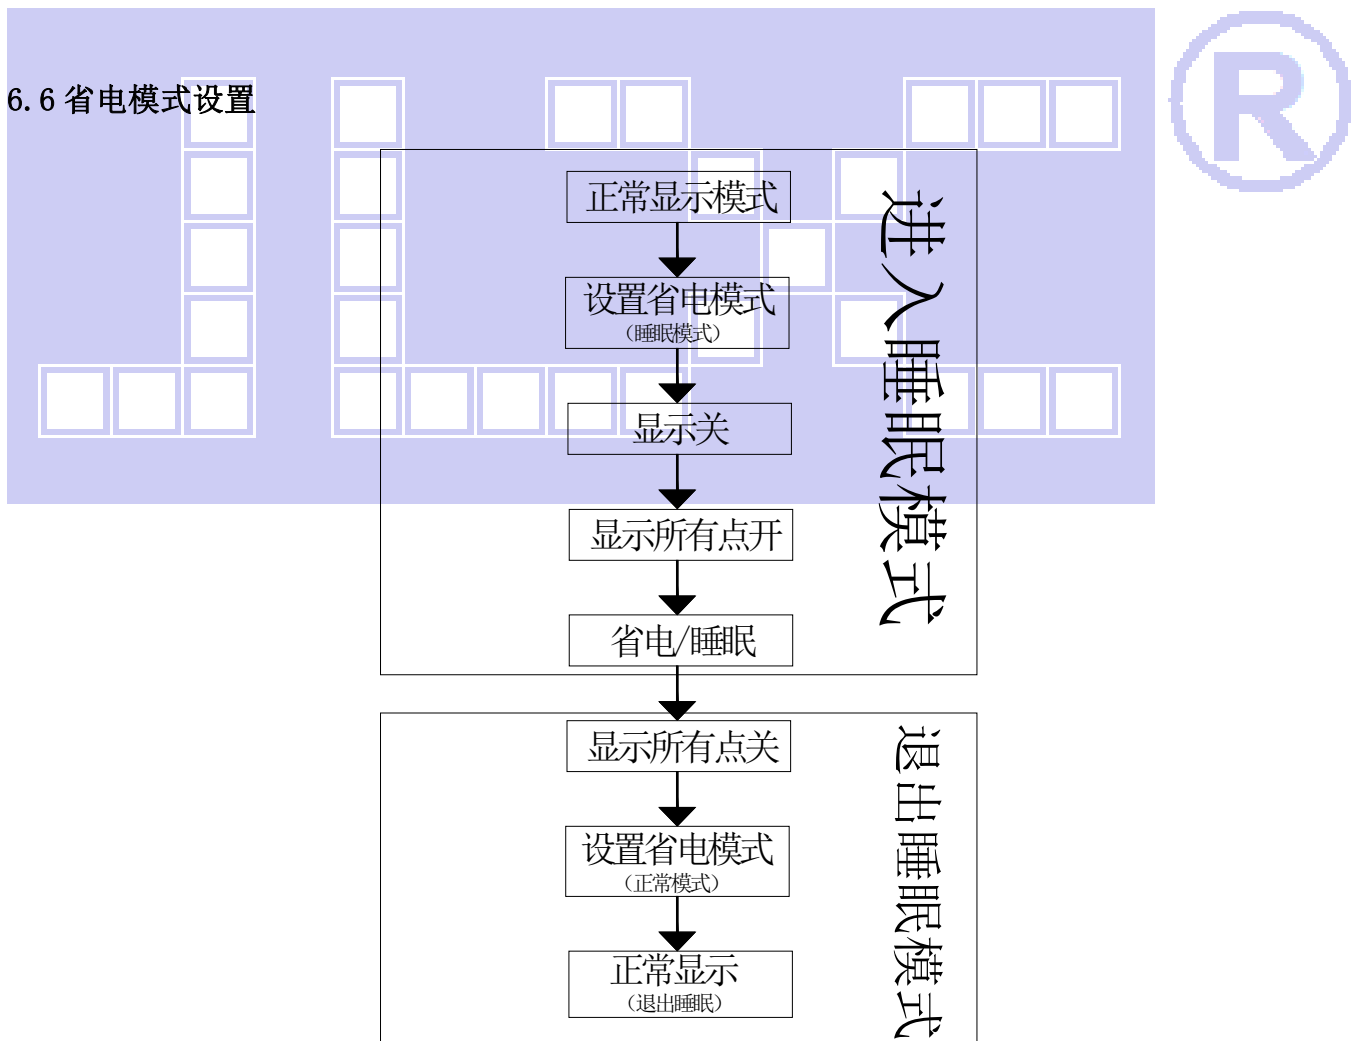 6.6 省电模式设置
正常显示模式
设置省电模式
（睡眠模式）
显示关
显示所有点开
省电/睡眠
进入睡眠模式
显示所有点关
设置省电模式
（正常模式）
正常显示
（退出睡眠）
退出睡眠模式
®